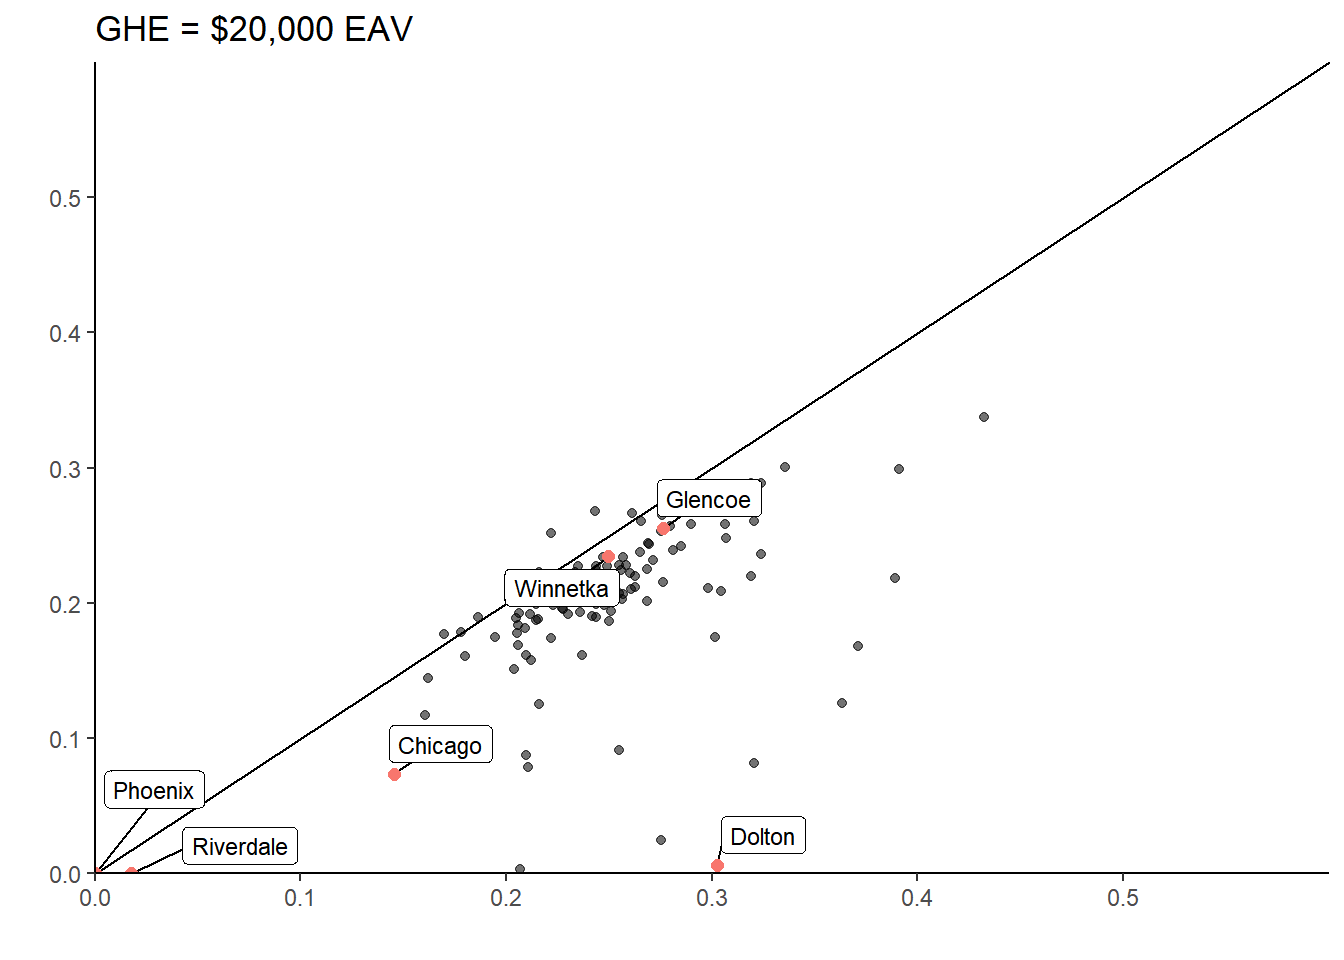 GHE = $20,000 EAV
0.5
0.4
0.3
Glencoe
0.2
Winnetka
0.1
Chicago
Phoenix
Riverdale
Dolton
0.0
0.0 0.1 0.2 0.3 0.4 0.5